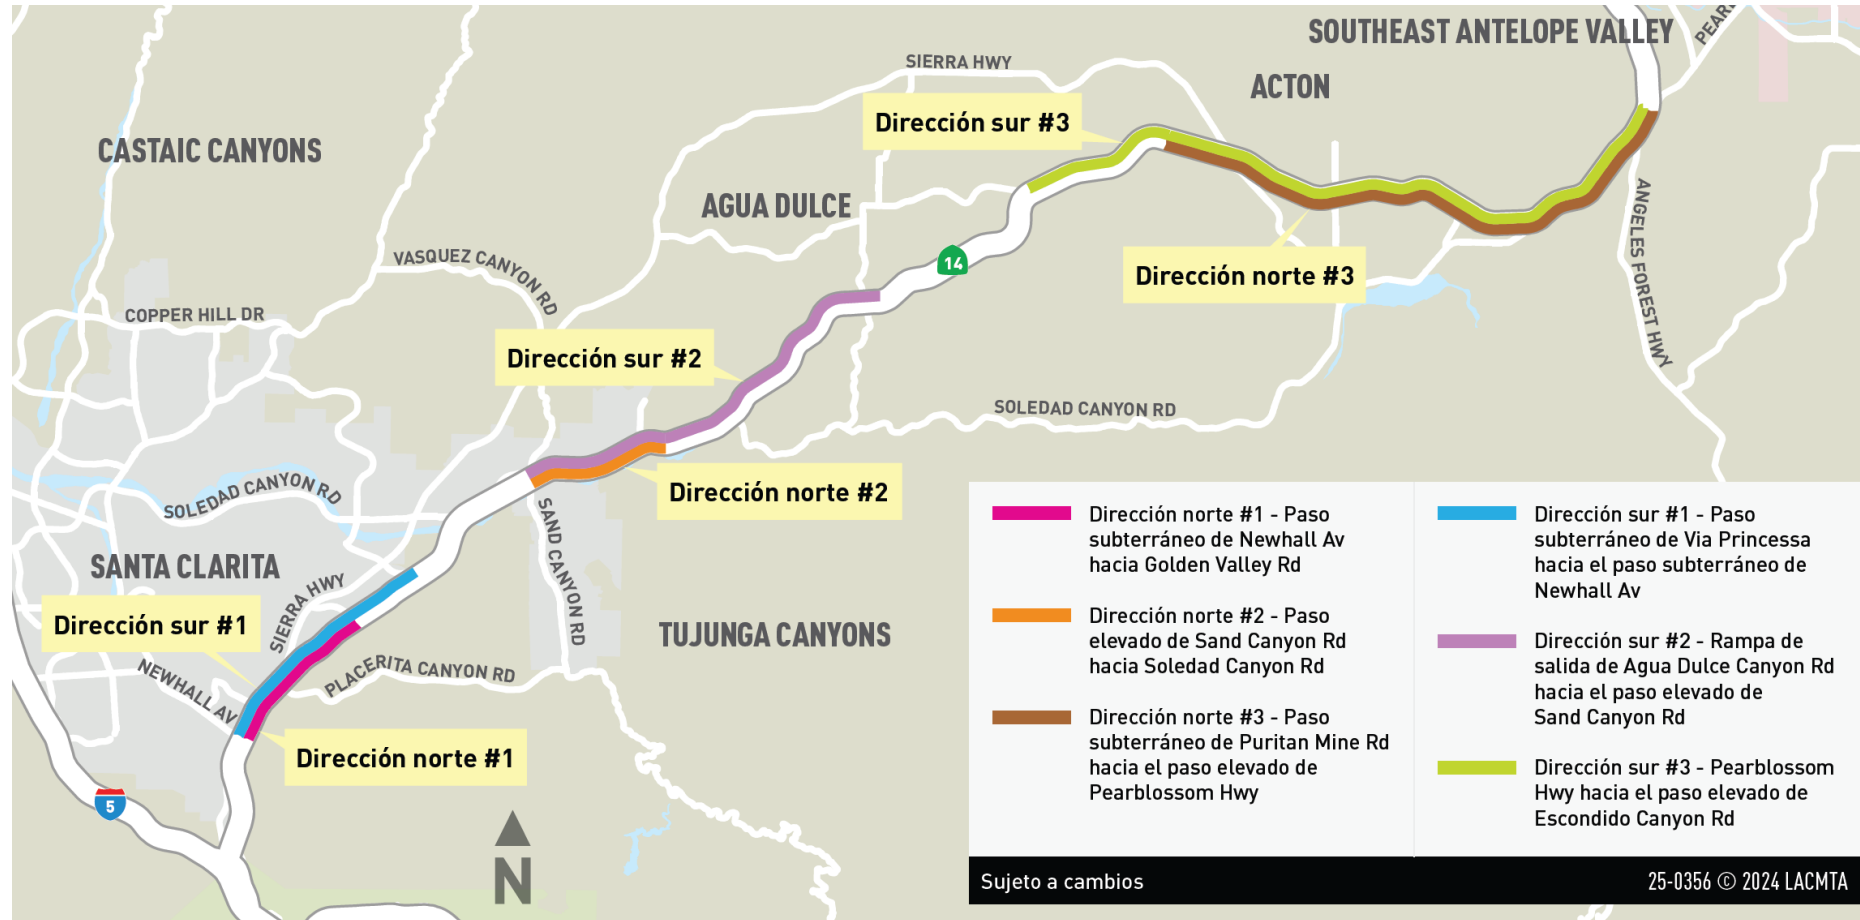 SOUTHEAST ANTELOPE VALLEY
SIERRA HWY
ACTON
Dirección sur #3
CASTAIC CANYONS
AGUA DULCE
ANGELES FOREST HWY
VASQUEZ CANYON RD
14
Dirección norte #3
COPPER HILL DR
Dirección sur #2
SOLEDAD CANYON RD
SOLEDAD CANYON RD
Dirección norte #2
SAND CANYON RD
SANTA CLARITA
SIERRA HWY
Dirección sur #1
TUJUNGA CANYONS
NEWHALL AV
PLACERITA CANYON RD
Dirección norte #1
5
N
Dirección norte #1 - Paso
subterráneo de Newhall Av
hacia Golden Valley Rd
Dirección norte #2 - Paso
elevado de Sand Canyon Rd
hacia Soledad Canyon Rd
Dirección norte #3 - Paso
subterráneo de Puritan Mine Rd
hacia el paso elevado de
Pearblossom Hwy
Dirección sur #1 - Paso
subterráneo de Via Princessa
hacia el paso subterráneo de
Newhall Av
Dirección sur #2 - Rampa de
salida de Agua Dulce Canyon Rd
hacia el paso elevado de
Sand Canyon Rd
Dirección sur #3 - Pearblossom
Hwy hacia el paso elevado de
Escondido Canyon Rd
Sujeto a cambios
25-0356 © 2024 LACMTA